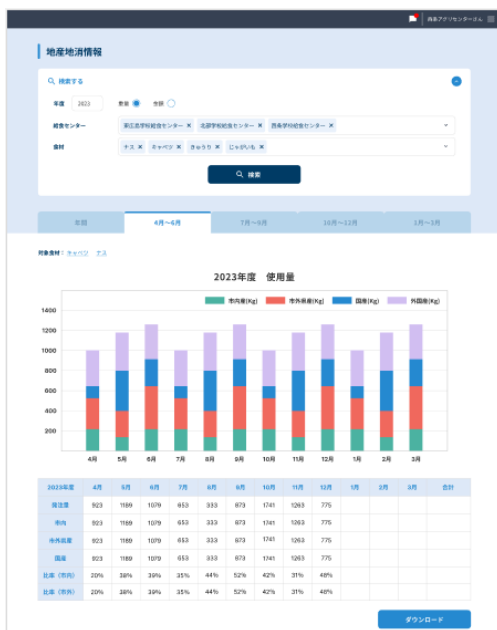 西条アグリセンターさん
地産地消情報
検索する
年度 2023 数量 金額
給食センター 東広島学校給食センター × 北部学校給食センター × 西条学校給食センター ×
食材 ナス × キャベツ × きゅうり × じゃがいも ×
検索
年間 4月〜6月 7月〜9月 10月〜12月 1月〜3月
対象食材： キャベツ ナス
2023年度 使用量
市内産(Kg) 市外県産(Kg) 国産(Kg) 外国産(Kg)
1400
1200
1000
800
600
400
200
4月 5月 6月 7月 8月 9月 10月 11月 12月 1月 2月 3月
2023年度 4月 5月 6月 7月 8月 9月 10月 11月 12月 1月 2月 3月 合計
発注量 923 1189 1079 653 333 873 1741 1263 775
市内 923 1189 1079 653 333 873 1741 1263 775
市外県産 923 1189 1079 653 333 873 1741 1263 775
国産 923 1189 1079 653 333 873 1741 1263 775
比率（市内） 20% 38% 39% 35% 44% 52% 42% 31% 48%
比率（市外） 20% 38% 39% 35% 44% 52% 42% 31% 48%
ダウンロード